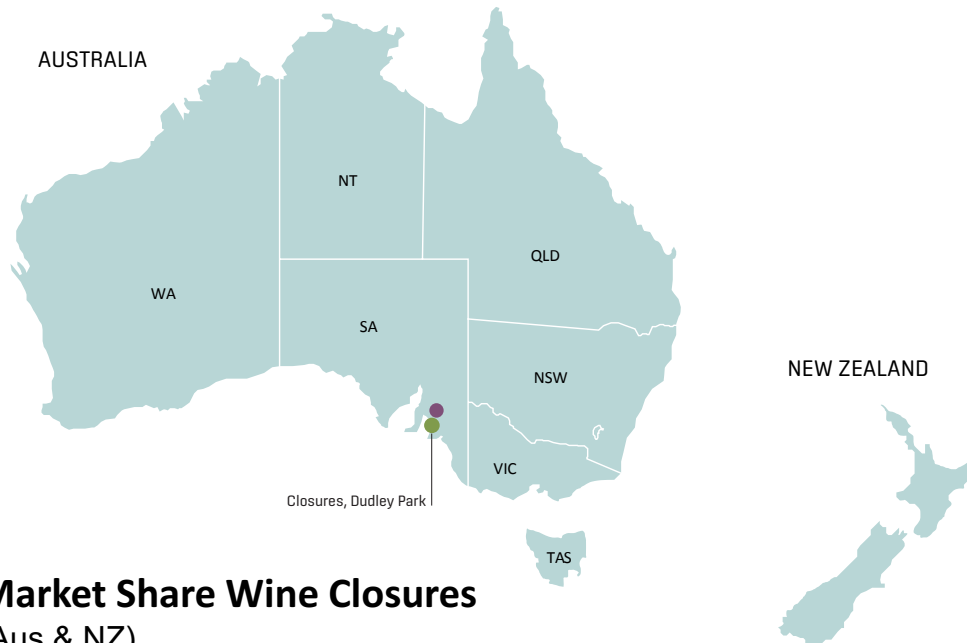 AUSTRALIA
NT
QLD
WA
SA
NSW
NEW ZEALAND
VIC
Closures, Dudley Park
TAS
Market Share Wine Closures
Aus & NZ)